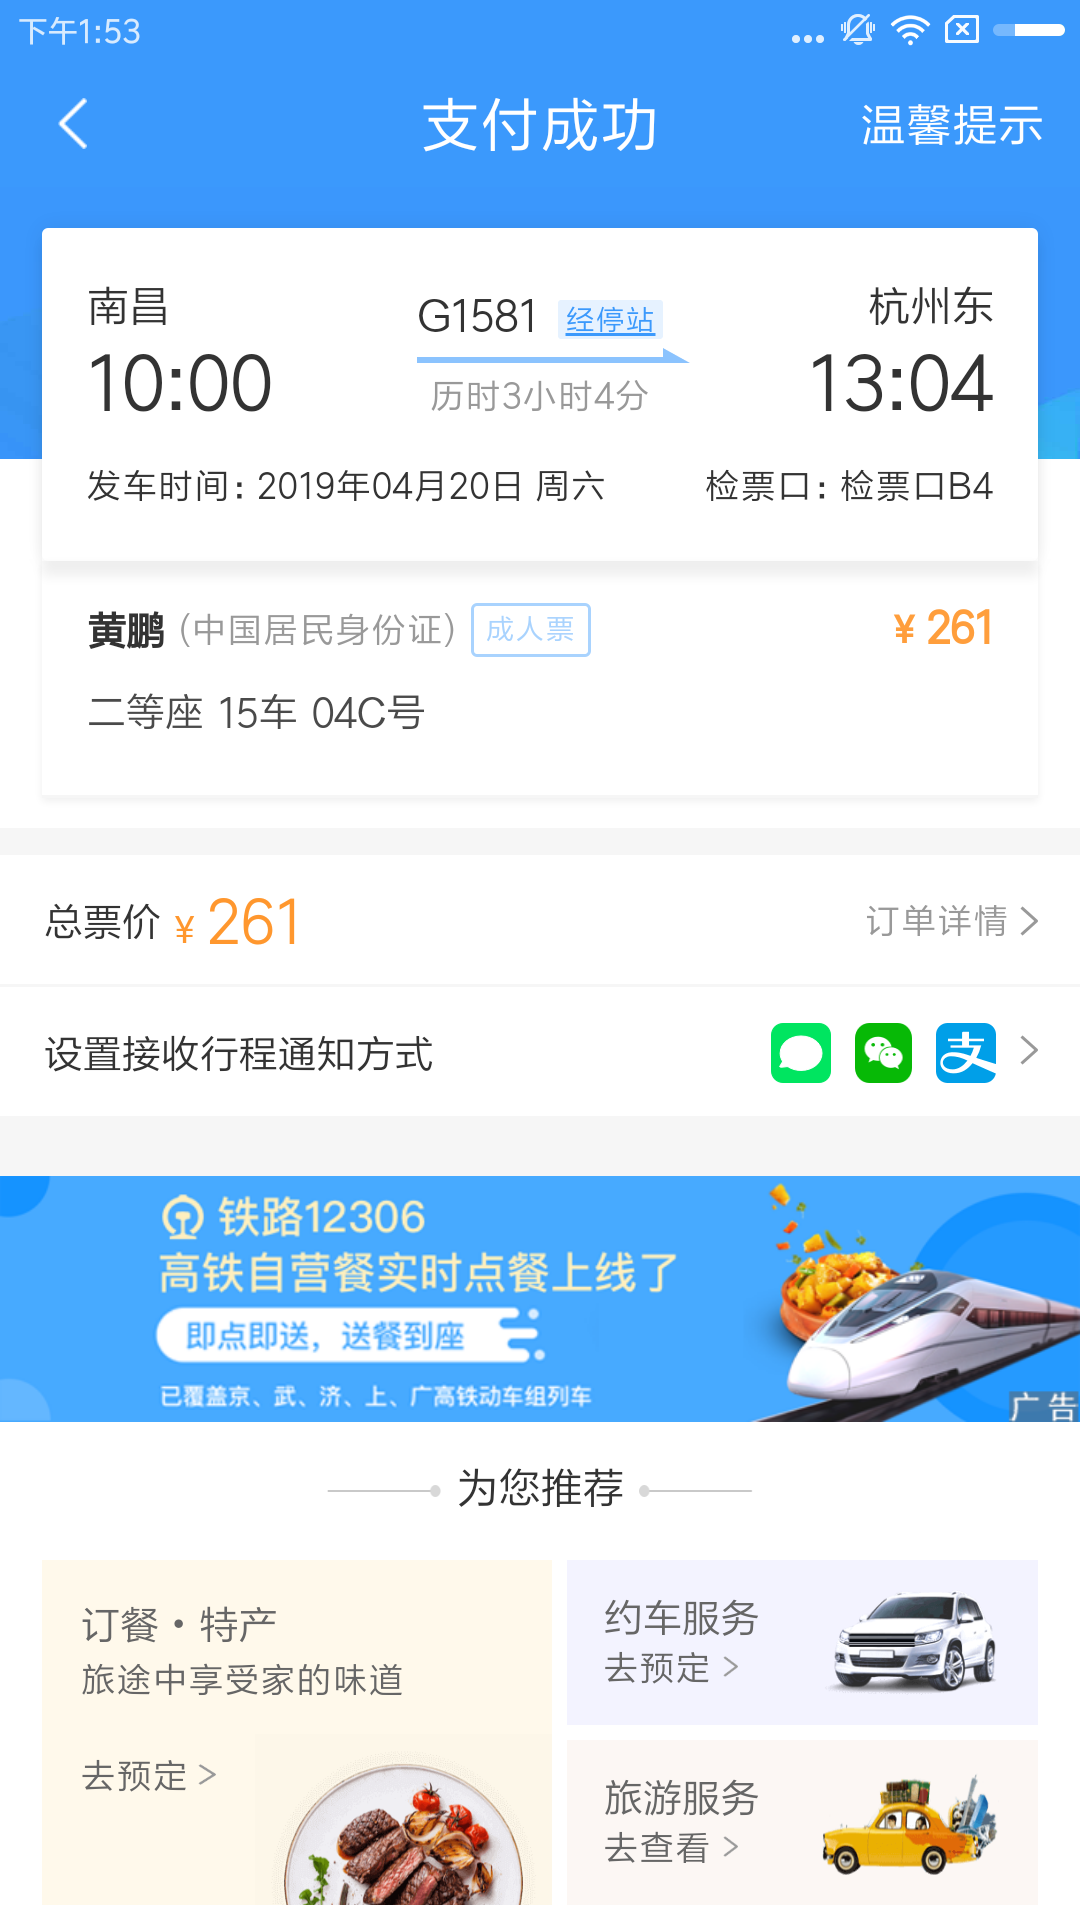 下午1:53
支付成功
温馨提示
南昌
G1581 经停站
杭州东
10:00
历时3小时4分
13:04
发车时间: 2019年04月20日 周六
检票口: 检票口B4
黄鹏 (中国居民身份证) 成人票
¥ 261
二等座 15车 04C号
总票价 ¥ 261
订单详情
设置接收行程通知方式
支
铁路12306
高铁自营餐实时点餐上线了
即点即送，送餐到座
已覆盖京、武、济、上、广高铁动车组列车
广告
为您推荐
订餐·特产
旅途中享受家的味道
去预定 >
约车服务
去预定 >
旅游服务
去查看 >